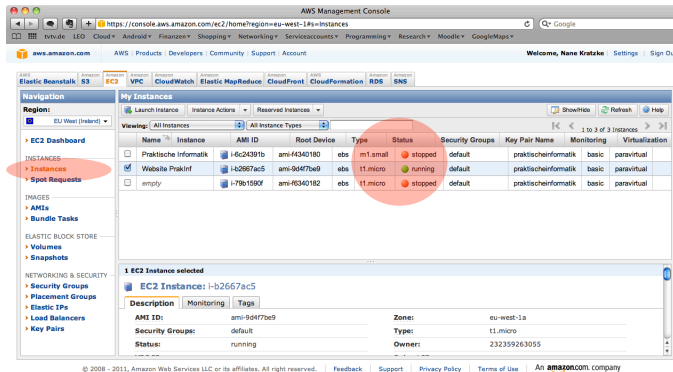 AWS Management Console
https://console.aws.amazon.com/ec2/home?region=eu-west-1#s=Instances
Google
tvtv.de LEO Cloud Android Finanzen Shopping Networking Serviceaccounts Programming Research Moodle GoogleMaps
aws.amazon.com AWS Products Developers Community Support Account Welcome, Nane Kratzke Settings Sign Ou
AWS Amazon Amazon Amazon Amazon Amazon Amazon AWS Amazon Amazon
Elastic Beanstalk S3 EC2 VPC CloudWatch Elastic MapReduce CloudFront CloudFormation RDS SNS
Navigation
Region:
EU West (Ireland)
EC2 Dashboard
INSTANCES
Instances
Spot Requests
IMAGES
AMIs
Bundle Tasks
ELASTIC BLOCK STORE
Volumes
Snapshots
NETWORKING & SECURITY
Security Groups
Placement Groups
Elastic IPs
Load Balancers
Key Pairs
My Instances
Launch Instance Instance Actions Reserved Instances Show/Hide Refresh Help
Viewing: All Instances All Instance Types 1 to 3 of 3 Instances
Name Instance AMI ID Root Device Type Status Security Groups Key Pair Name Monitoring Virtualization
Praktische Informatik i-6c24391b ami-f4340180 ebs m1.small stopped default praktischeinformatik basic paravirtual
Website PrakInf i-b2667ac5 ami-9d4f7be9 ebs t1.micro running default praktischeinformatik basic paravirtual
empty i-79b1590f ami-f6340182 ebs t1.micro stopped default praktischeinformatik basic paravirtual
1 EC2 Instance selected
EC2 Instance: i-b2667ac5
Description Monitoring Tags
AMI ID: ami-9d4f7be9 Zone: eu-west-1a
Security Groups: default Type: t1.micro
Status: running Owner: 232359263055
© 2008 - 2011, Amazon Web Services LLC or its affiliates. All right reserved. Feedback Support Privacy Policy Terms of Use An amazon.com. company